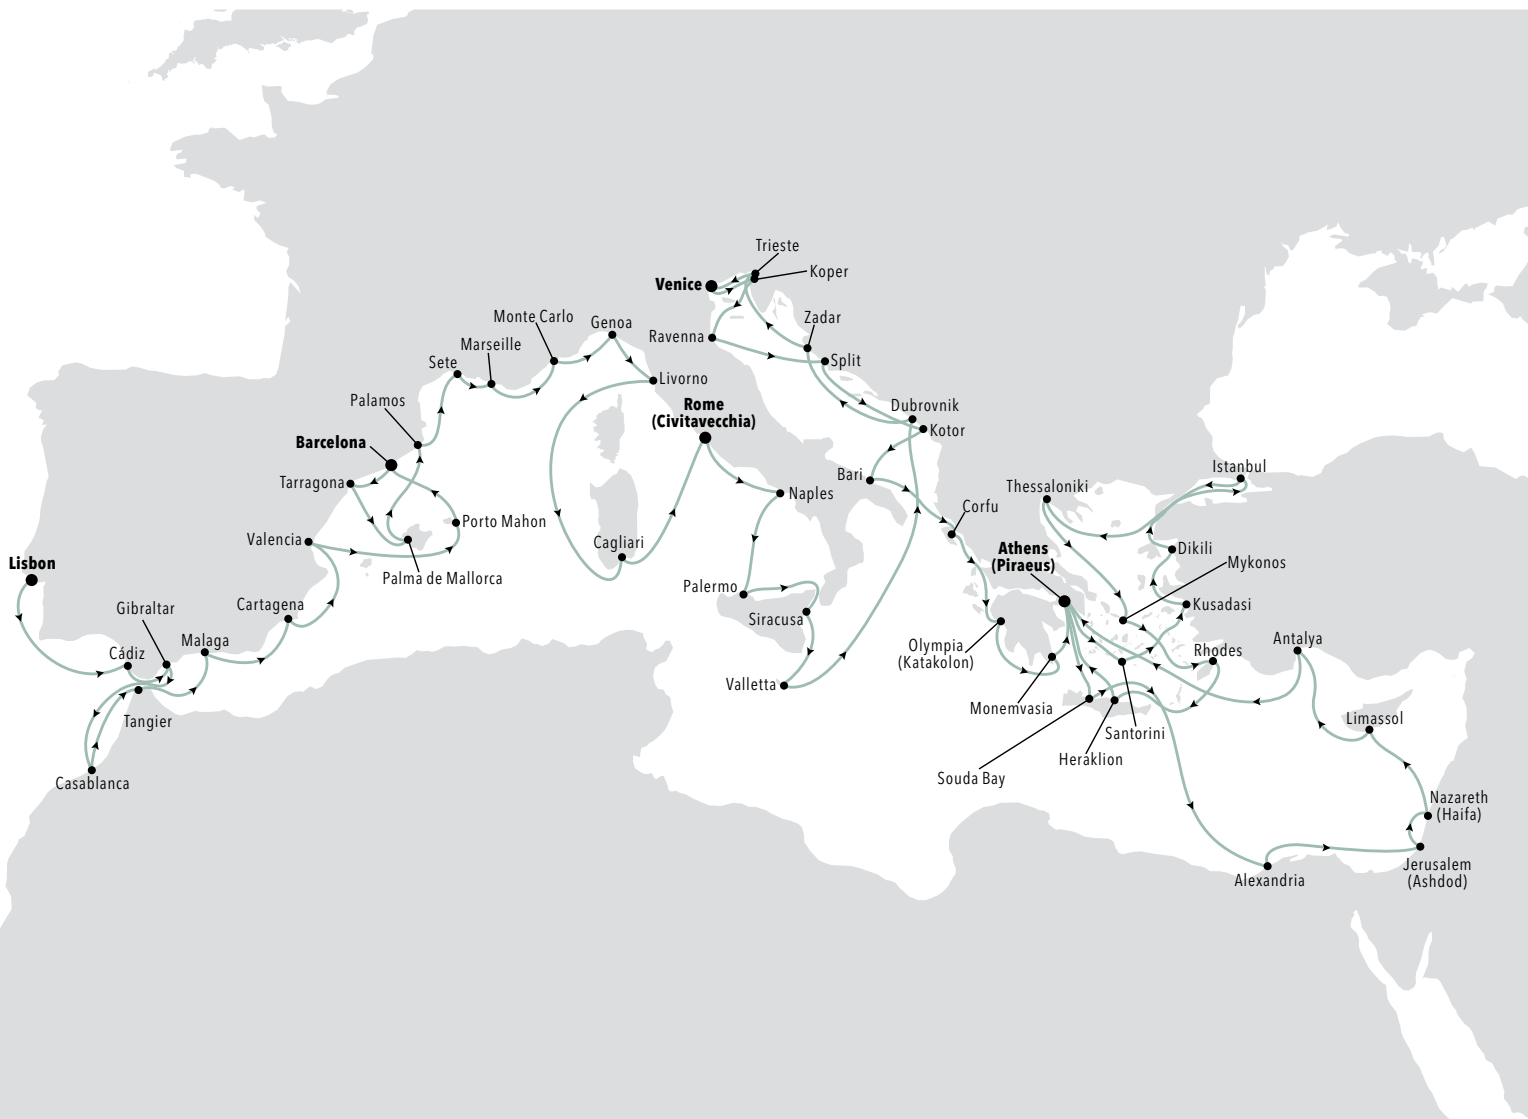 Trieste
Koper
Venice
Zadar
Monte Carlo
Genoa
Ravenna
Marseille
Split
Sete
Livorno
Palamos
Rome
(Civitavecchia)
Dubrovnik
Kotor
Barcelona
Istanbul
Bari
Tarragona
Thessaloniki
Naples
Corfu
Porto Mahon
Valencia
Cagliari
Athens
(Piraeus)
Dikili
Lisbon
Mykonos
Palma de Mallorca
Palermo
Gibraltar
Cartagena
Kusadasi
Siracusa
Malaga
Antalya
Cádiz
Olympia
(Katakolon)
Rhodes
Valletta
Monemvasia
Tangier
Limassol
Santorini
Heraklion
Souda Bay
Casablanca
Nazareth
(Haifa)
Jerusalem
(Ashdod)
Alexandria